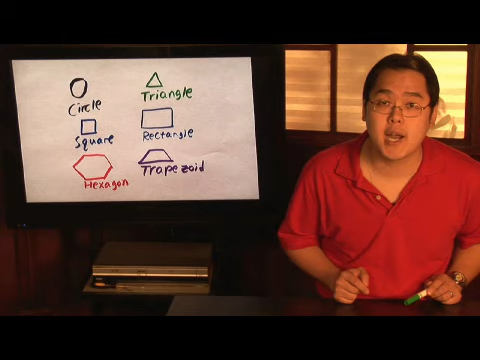 Circle
Triangle
Square
Rectangle
Hexagon
Trapezoid